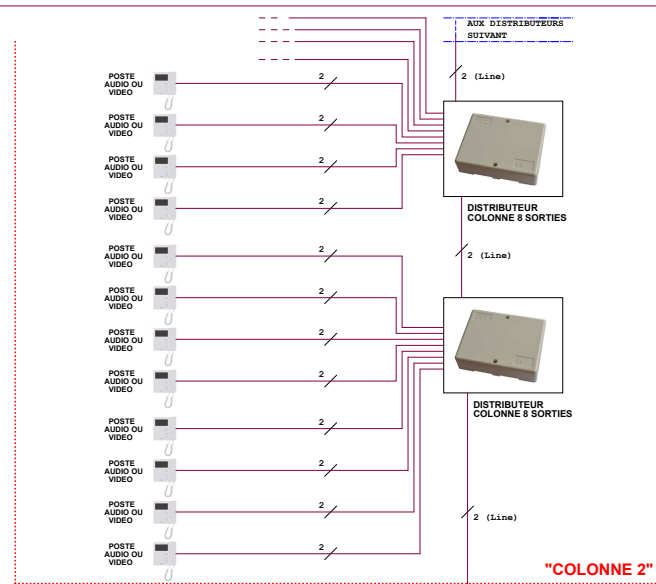 AUX DISTRIBUTEURS
SUIVANT
2 (Line)
POSTE
AUDIO OU
VIDEO
2
POSTE
AUDIO OU
VIDEO
2
POSTE
AUDIO OU
VIDEO
2
POSTE
AUDIO OU
VIDEO
2
DISTRIBUTEUR
COLONNE 8 SORTIES
2 (Line)
POSTE
AUDIO OU
VIDEO
2
POSTE
AUDIO OU
VIDEO
2
POSTE
AUDIO OU
VIDEO
2
POSTE
AUDIO OU
VIDEO
2
DISTRIBUTEUR
COLONNE 8 SORTIES
POSTE
AUDIO OU
VIDEO
2
POSTE
AUDIO OU
VIDEO
2
POSTE
AUDIO OU
VIDEO
2
2 (Line)
POSTE
AUDIO OU
VIDEO
2
"COLONNE 2"